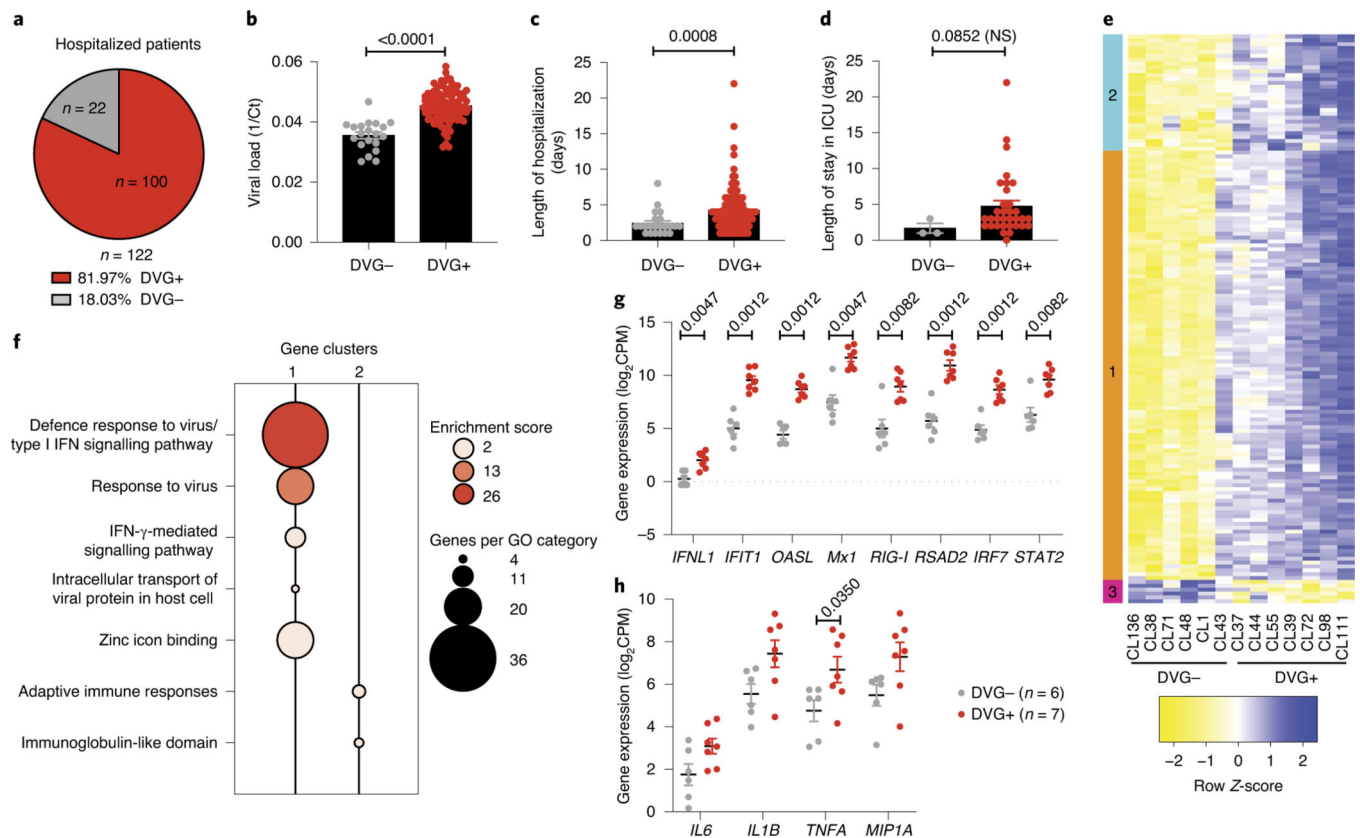 a
Hospitalized patients
n = 22
n = 100
n = 122
81.97% DVG+
18.03% DVG–
b
<0.0001
Viral load (1/Ct)
0.06
0.04
0.02
0.00
DVG–
DVG+
c
0.0008
Length of hospitalization
(days)
25
20
15
10
5
0
DVG–
DVG+
d
0.0852 (NS)
Length of stay in ICU (days)
25
20
15
10
5
0
DVG–
DVG+
e
2
1
3
CL136
CL38
CL71
CL48
CL1
CL43
CL37
CL44
CL55
CL39
CL72
CL98
CL111
DVG–
DVG+
–2
–1
0
1
2
Row Z-score
f
Gene clusters
1
2
Defence response to virus/
type I IFN signalling pathway
Response to virus
IFN-γ-mediated
signalling pathway
Intracellular transport of
viral protein in host cell
Zinc icon binding
Adaptive immune responses
Immunoglobulin-like domain
Enrichment score
2
13
26
Genes per GO category
4
11
20
36
g
0.0047
0.0012
0.0012
0.0047
0.0082
0.0012
0.0012
0.0082
Gene expression (log2CPM)
15
10
5
0
–5
IFNL1
IFIT1
OASL
Mx1
RIG-I
RSAD2
IRF7
STAT2
h
0.0350
Gene expression (log2CPM)
10
8
6
4
2
0
IL6
IL1B
TNFA
MIP1A
DVG– (n = 6)
DVG+ (n = 7)